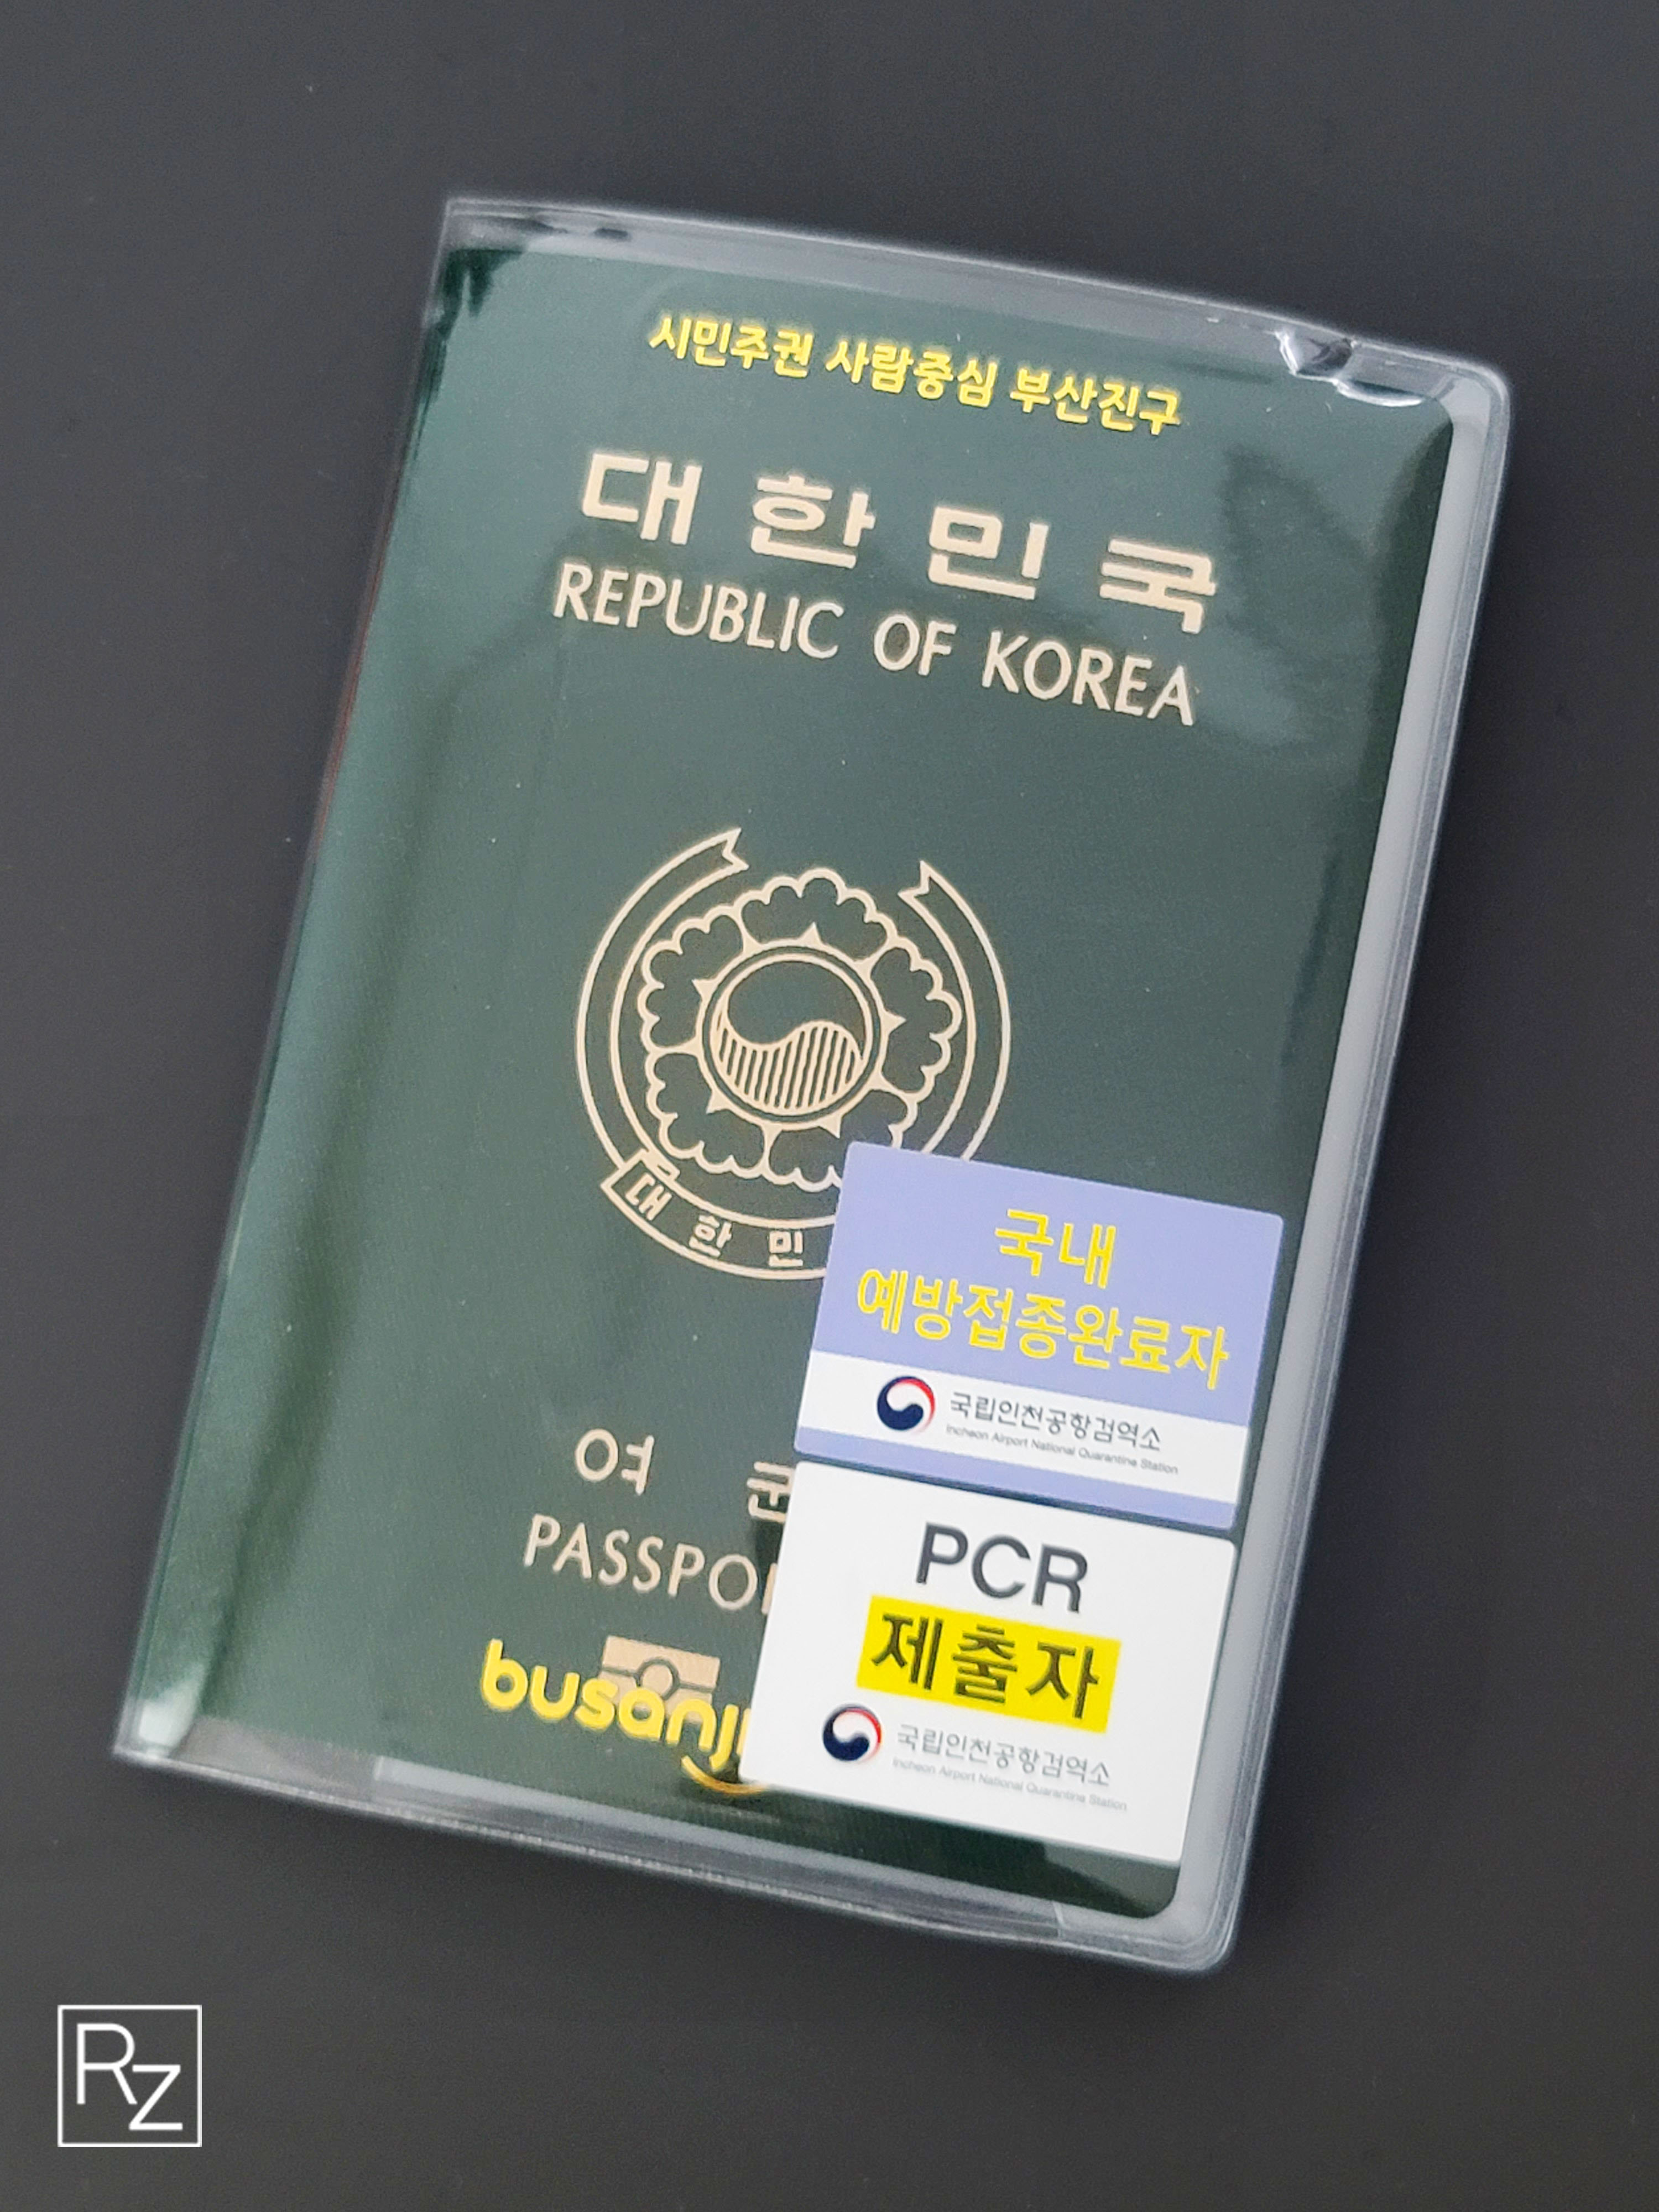 시민주권 사람중심 부산진구
대한민국
REPUBLIC OF KOREA
대한민
국내
예방접종완료자
국립인천공항검역소
Incheon Airport National Quarantine Station
여
PASSPO
PCR
제출자
busanji
국립인천공항검역소
Incheon Airport National Quarantine Station
RZ